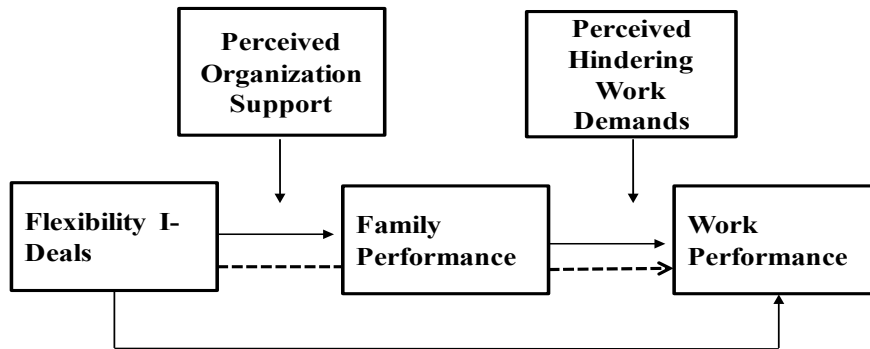 Perceived
Organization
Support
Perceived
Hindering
Work
Demands
Flexibility I-
Deals
Family
Performance
Work
Performance